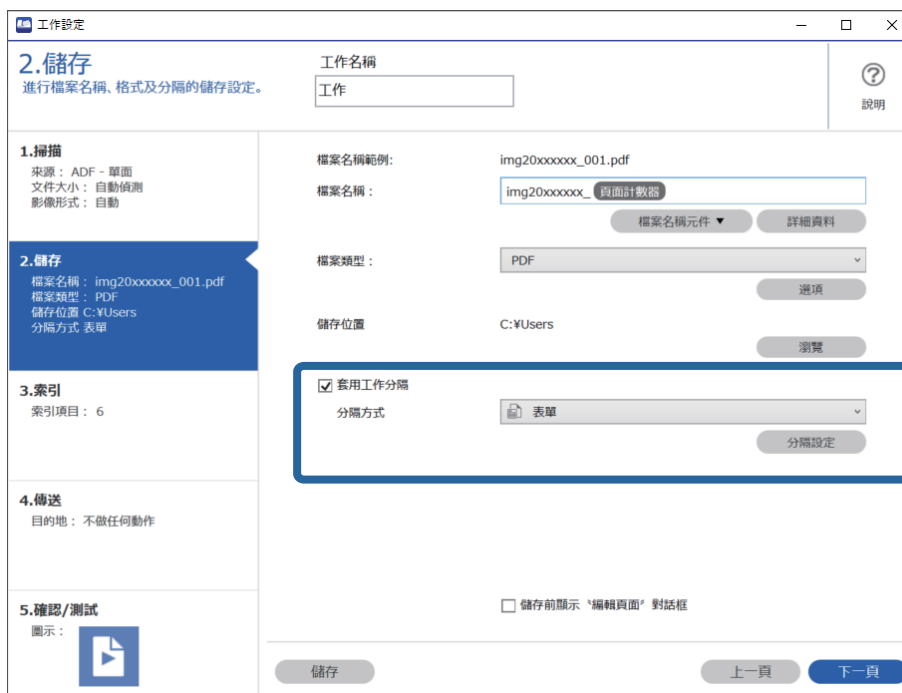 工作設定
2.儲存
進行檔案名稱、格式及分隔的儲存設定。
工作名稱
工作
說明
1.掃描
來源： ADF - 單面
文件大小： 自動偵測
影像形式： 自動
2.儲存
檔案名稱： img20xxxxxx_001.pdf
檔案類型： PDF
儲存位置 C:¥Users
分隔方式 表單
3.索引
索引項目： 6
4.傳送
目的地： 不做任何動作
5.確認/測試
圖示：
檔案名稱範例: img20xxxxxx_001.pdf
檔案名稱： img20xxxxxx_ 頁面計數器
檔案名稱元件 ▼ 詳細資料
檔案類型： PDF
選項
儲存位置 C:¥Users
瀏覽
套用工作分隔
分隔方式 表單
分隔設定
儲存前顯示〝編輯頁面〞對話框
儲存 上一頁 下一頁